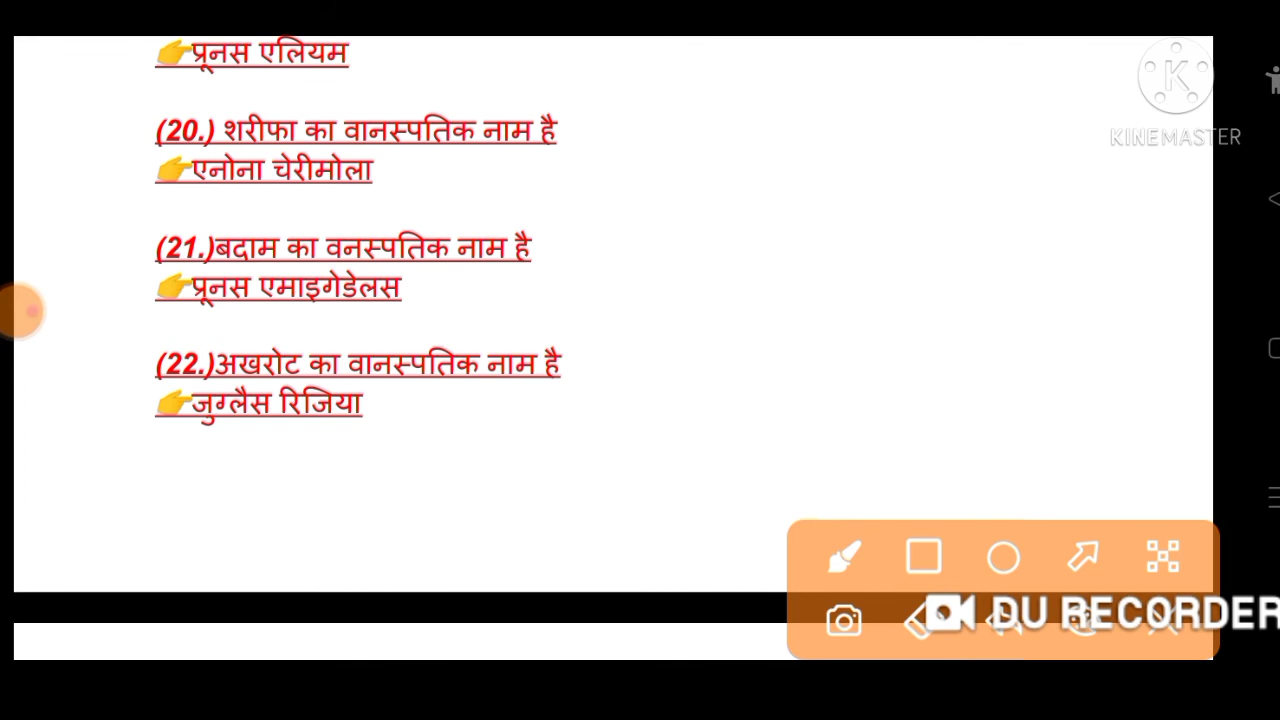 👉प्रूनस एलियम
(20.) शरीफा का वानस्पतिक नाम है
👉एनोना चेरीमोला
(21.)बदाम का वनस्पतिक नाम है
👉प्रूनस एमाइगेडेलस
(22.)अखरोट का वानस्पतिक नाम है
👉जुग्लैस रिजिया
K
KINEMASTER
DU RECORDER